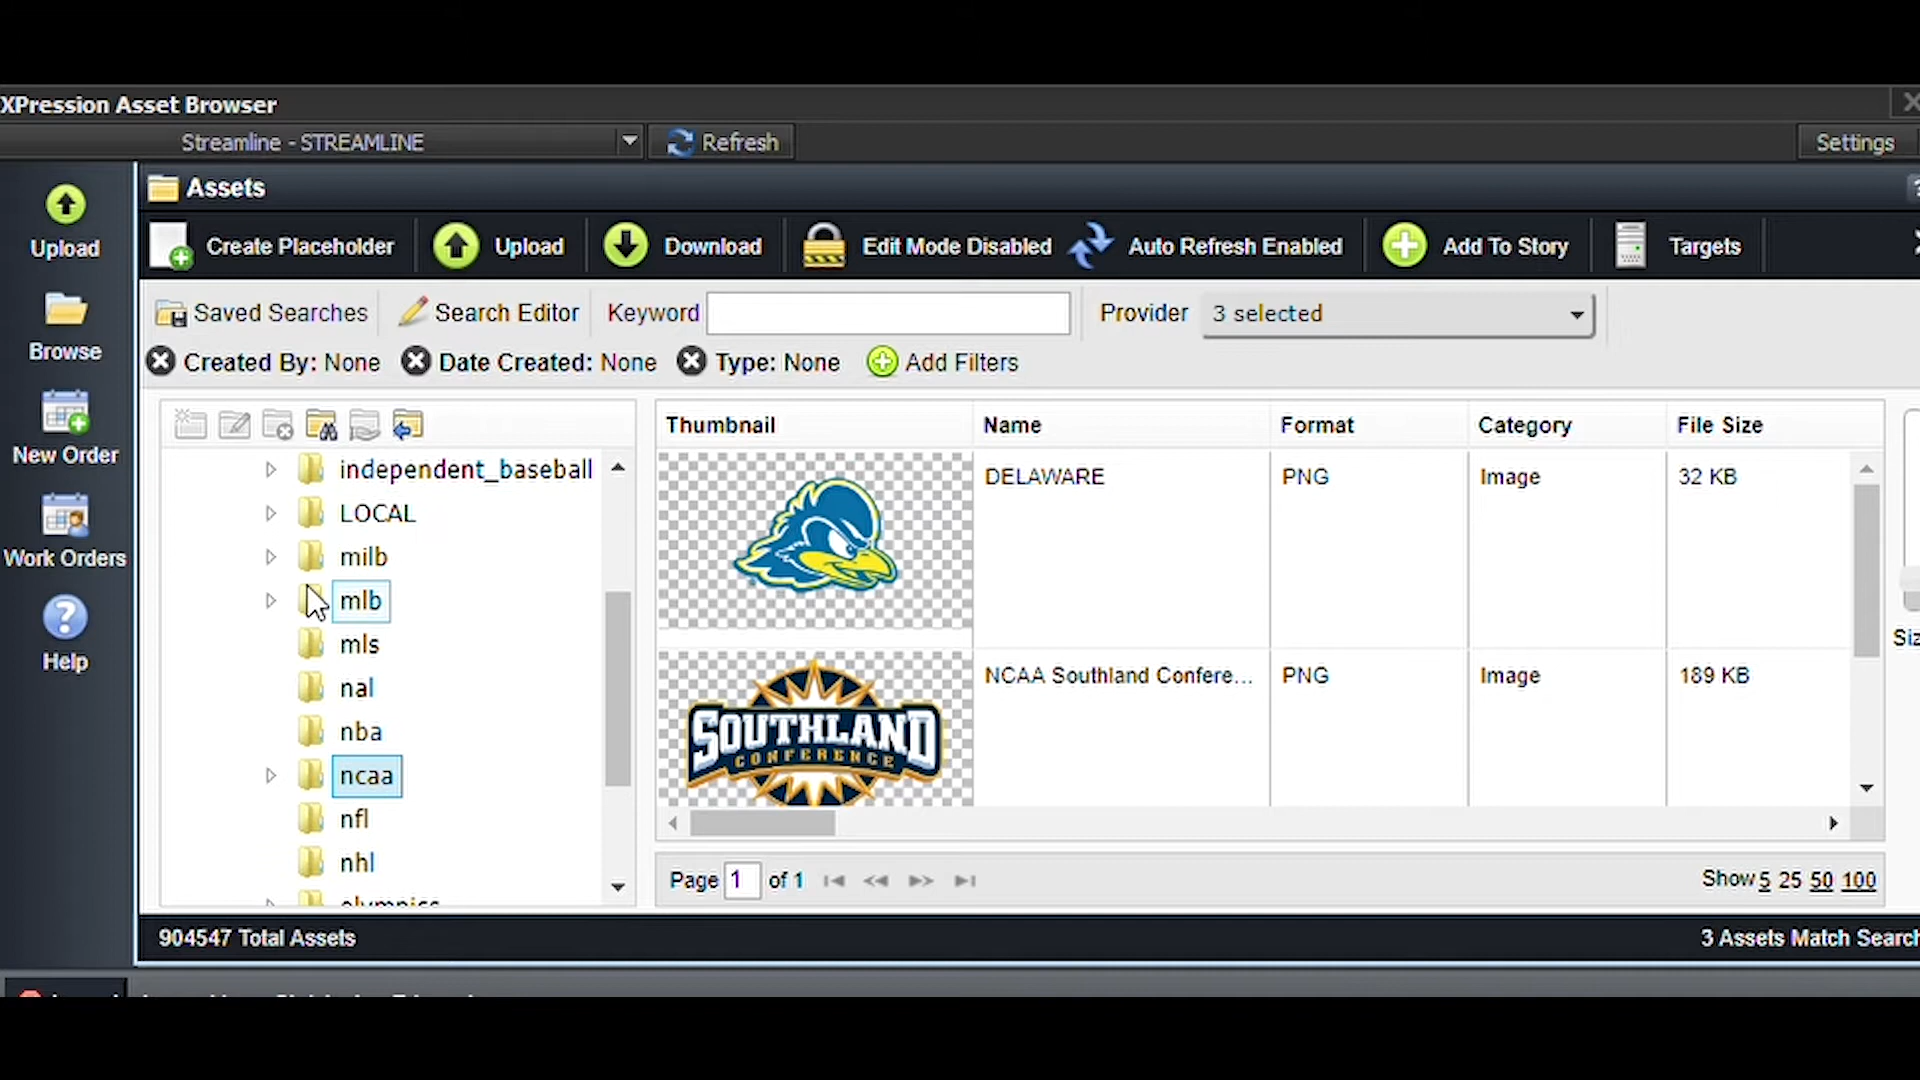 XPression Asset Browser
Streamline - STREAMLINE
Refresh
Settings
Assets
Create Placeholder
Upload
Download
Edit Mode Disabled
Auto Refresh Enabled
Add To Story
Targets
Upload
Browse
New Order
Work Orders
Help
Saved Searches
Search Editor
Keyword
Provider
3 selected
Created By: None
Date Created: None
Type: None
Add Filters
independent_baseball
LOCAL
milb
mlb
mls
nal
nba
ncaa
nfl
nhl
olympics
Thumbnail Name Format Category File Size
DELAWARE PNG Image 32 KB
SOUTHLAND
CONFERENCE
NCAA Southland Confere... PNG Image 189 KB
Page 1 of 1
Show 5 25 50 100
904547 Total Assets
3 Assets Match Search